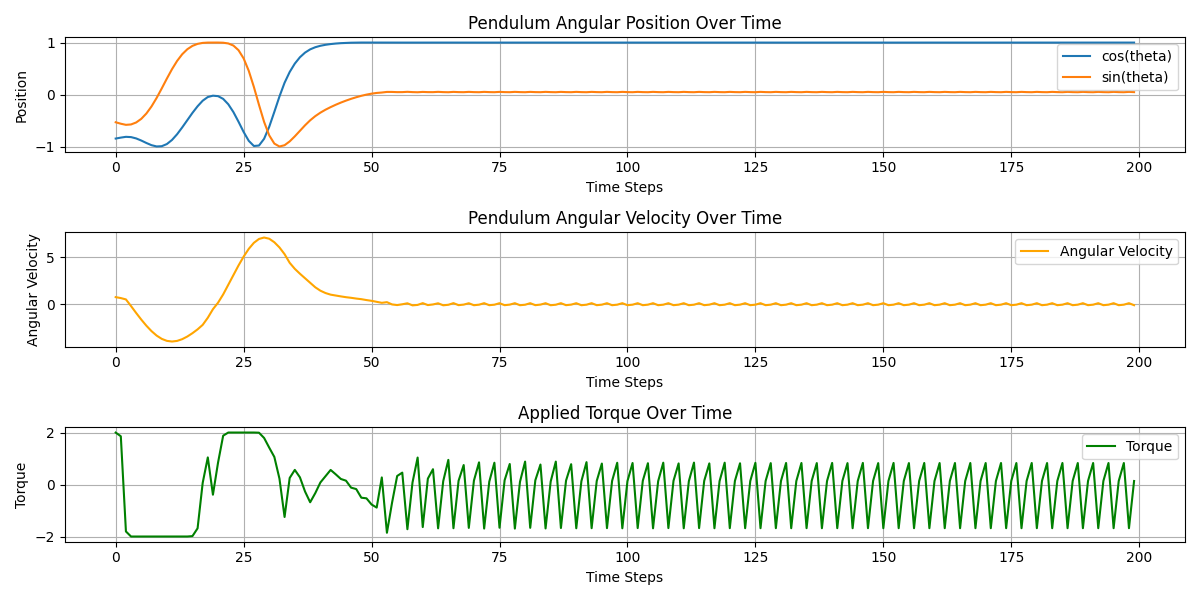 Pendulum Angular Position Over Time
Position
1
0
−1
cos(theta)
sin(theta)
0 25 50 75 100 125 150 175 200
Time Steps
Pendulum Angular Velocity Over Time
Angular Velocity
5
0
Angular Velocity
0 25 50 75 100 125 150 175 200
Time Steps
Applied Torque Over Time
Torque
2
0
−2
Torque
0 25 50 75 100 125 150 175 200
Time Steps